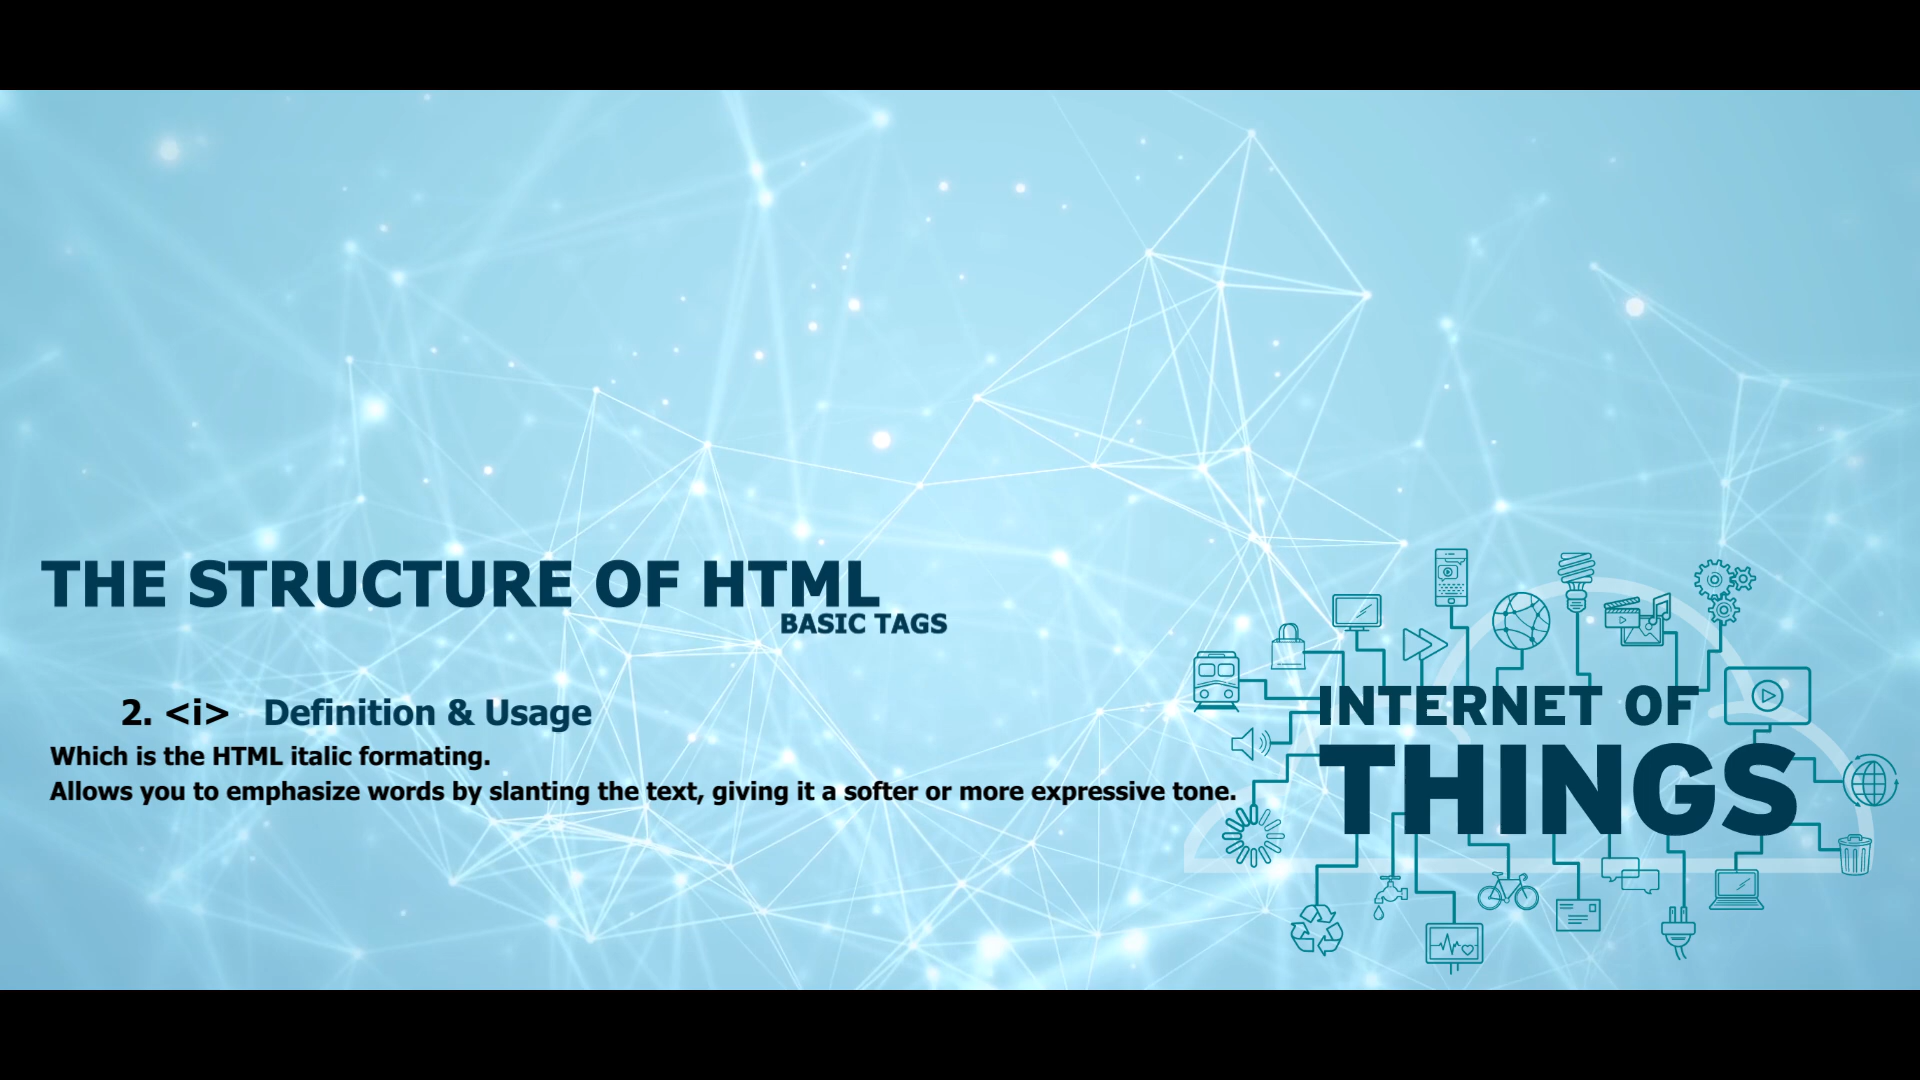 THE STRUCTURE OF HTML
BASIC TAGS
2. <i> Definition & Usage
Which is the HTML italic formating.
Allows you to emphasize words by slanting the text, giving it a softer or more expressive tone.
INTERNET OF
THINGS